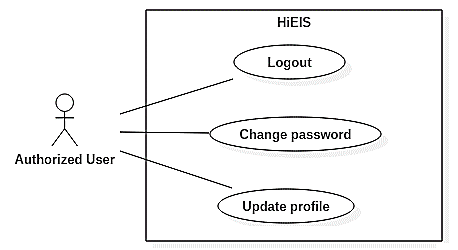 HiEIS
Logout
Change password
Authorized User
Update profile